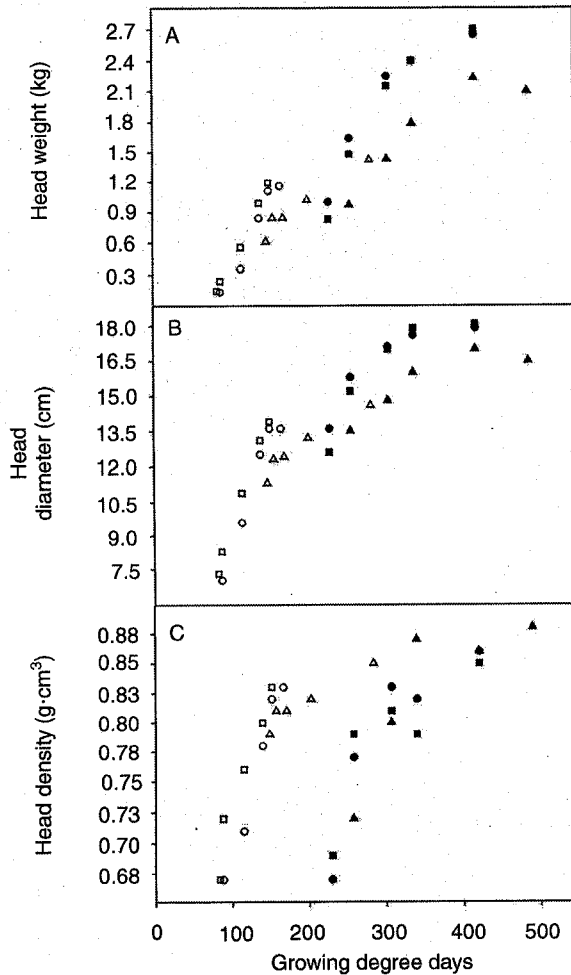 A
Head weight (kg)
2.7
2.4
2.1
1.8
1.5
1.2
0.9
0.6
0.3
B
Head
diameter (cm)
18.0
16.5
15.0
13.5
12.0
10.5
9.0
7.5
C
Head density (g·cm³)
0.88
0.85
0.83
0.80
0.78
0.75
0.73
0.70
0.68
0 100 200 300 400 500
Growing degree days